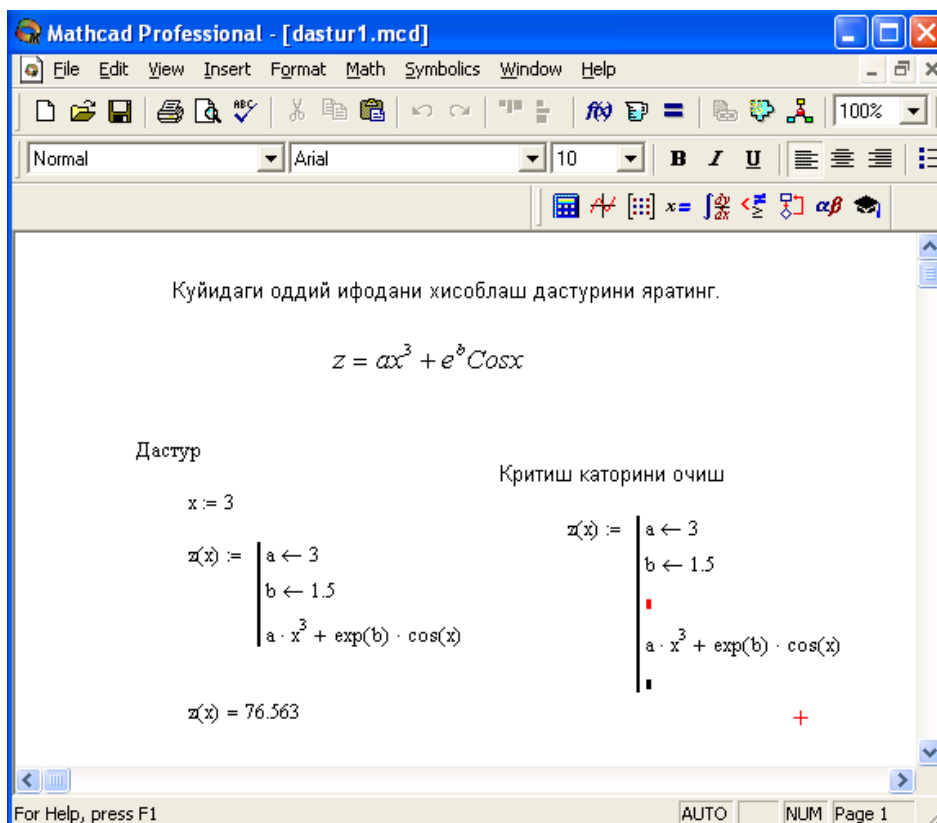 Mathcad Professional - [dastur1.mcd]
File Edit View Insert Format Math Symbolics Window Help
100%
Normal Arial 10 B I U
Куйидаги оддий ифодани хисоблаш дастурини яратинг.
z = ax³ + eᵇCosx
Дастур
Критиш каторини очиш
x := 3
z(x) := a ← 3
b ← 1.5
a · x³ + exp(b) · cos(x)
z(x) = 76.563
z(x) := a ← 3
b ← 1.5
a · x³ + exp(b) · cos(x)
For Help, press F1 AUTO NUM Page 1